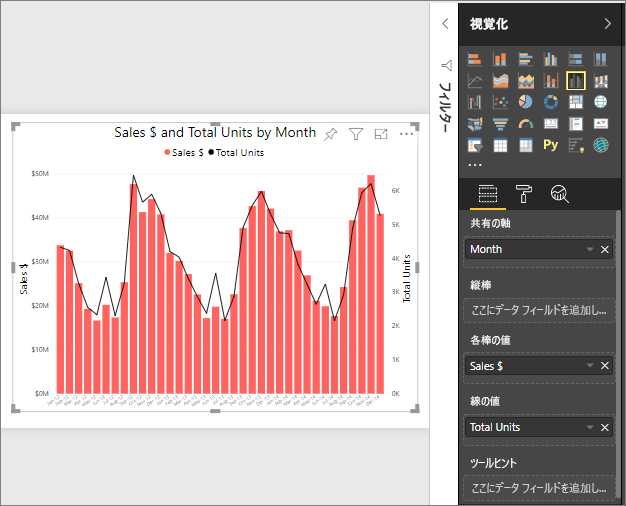 視覚化
フィルター
Py
Sales $ and Total Units by Month
Sales $ Total Units
$50M
$40M
$30M
$20M
$10M
$0M
Sales $
6K
5K
4K
3K
2K
1K
0K
Total Units
共有の軸
Month
縦棒
ここにデータ フィールドを追加し...
各棒の値
Sales $
線の値
Total Units
ツールヒント
ここにデータ フィールドを追加し...